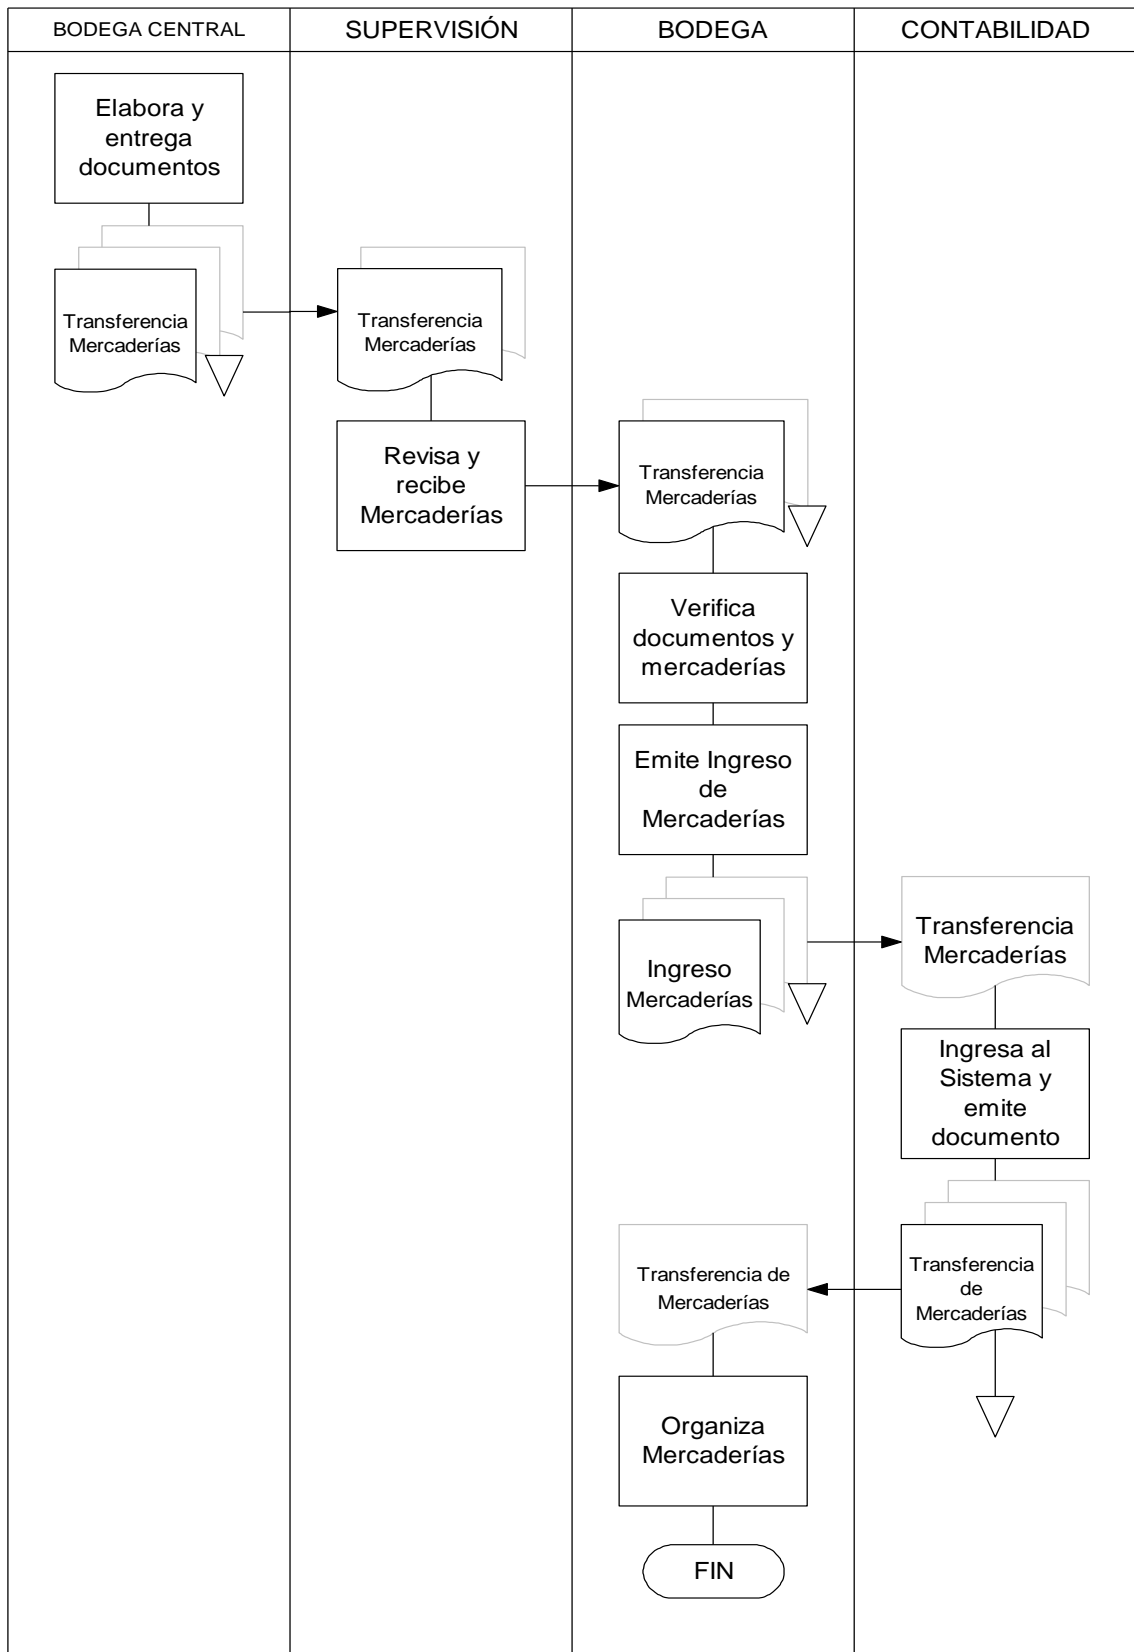 BODEGA CENTRAL
SUPERVISIÓN
BODEGA
CONTABILIDAD
Elabora y
entrega
documentos
Transferencia
Mercaderías
Transferencia
Mercaderías
Revisa y
recibe
Mercaderías
Transferencia
Mercaderías
Verifica
documentos y
mercaderías
Emite Ingreso
de
Mercaderías
Ingreso
Mercaderías
Transferencia
Mercaderías
Ingresa al
Sistema y
emite
documento
Transferencia
de
Mercaderías
Transferencia de
Mercaderías
Organiza
Mercaderías
FIN